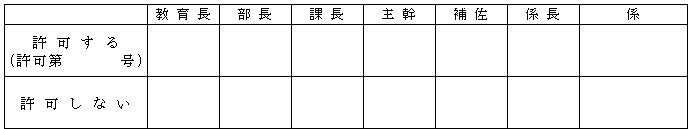 教育長 部長 課長 主幹 補佐 係長 係
許可する
(許可第　　　号)
許可しない